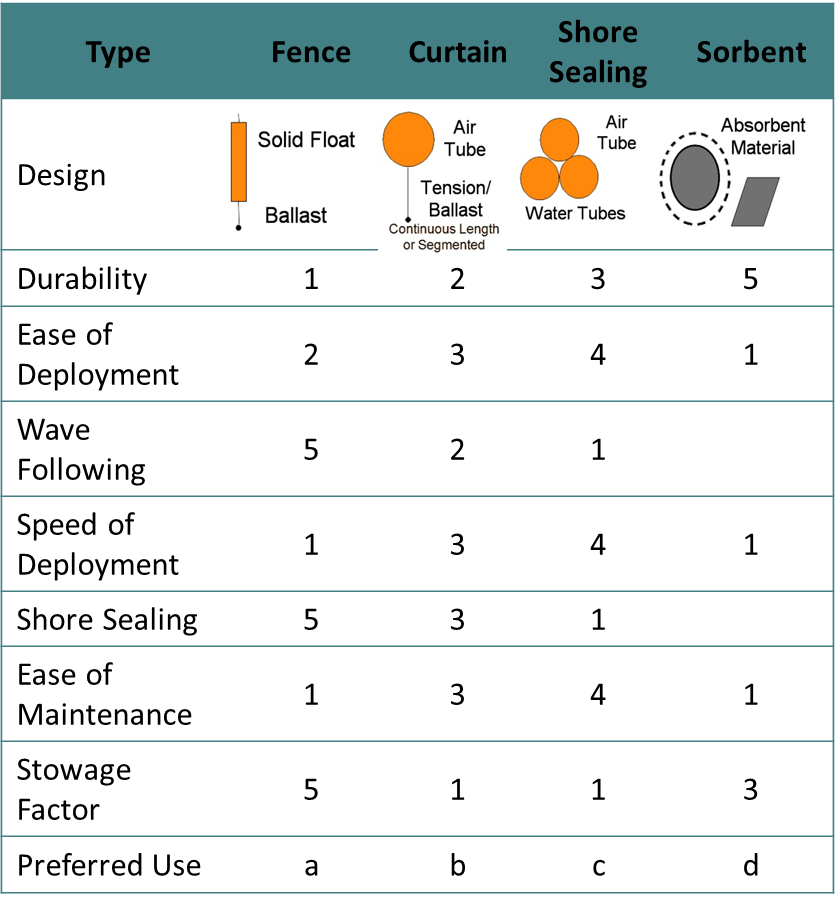 Type Fence Curtain Shore Sealing Sorbent
Design
Solid Float
Ballast
Air
Tube
Tension/
Ballast
Continuous Length
or Segmented
Air
Tube
Water Tubes
Absorbent
Material
Durability 1 2 3 5
Ease of
Deployment 2 3 4 1
Wave
Following 5 2 1
Speed of
Deployment 1 3 4 1
Shore Sealing 5 3 1
Ease of
Maintenance 1 3 4 1
Stowage
Factor 5 1 1 3
Preferred Use a b c d